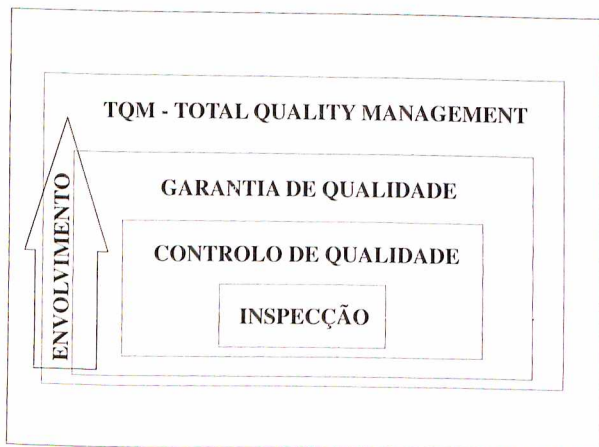 TQM - TOTAL QUALITY MANAGEMENT
GARANTIA DE QUALIDADE
CONTROLO DE QUALIDADE
INSPECÇÃO
ENVOLVIMENTO